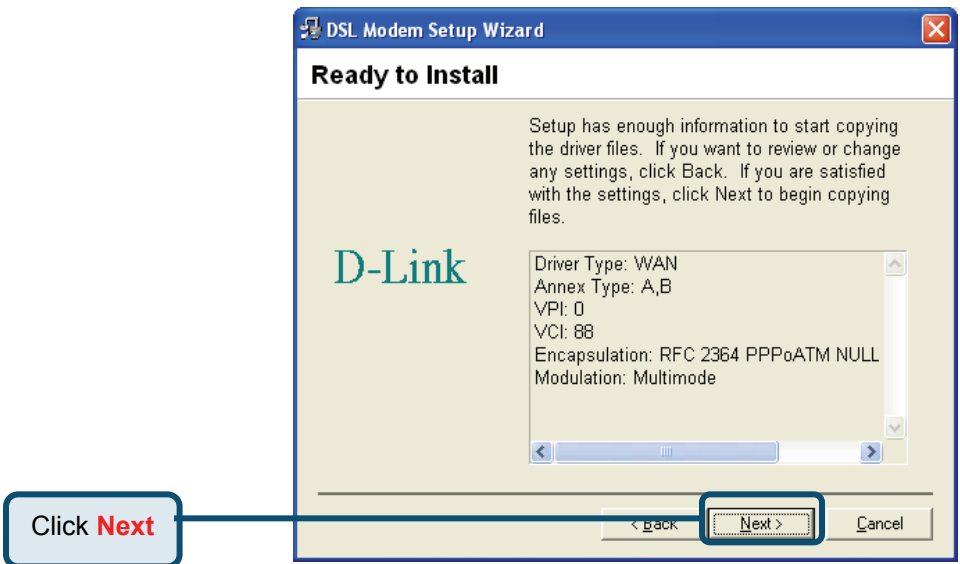 DSL Modem Setup Wizard
Ready to Install
Setup has enough information to start copying
the driver files. If you want to review or change
any settings, click Back. If you are satisfied
with the settings, click Next to begin copying
files.
D-Link
Driver Type: WAN
Annex Type: A,B
VPI: 0
VCI: 88
Encapsulation: RFC 2364 PPPoATM NULL
Modulation: Multimode
Click Next
< Back
Next >
Cancel